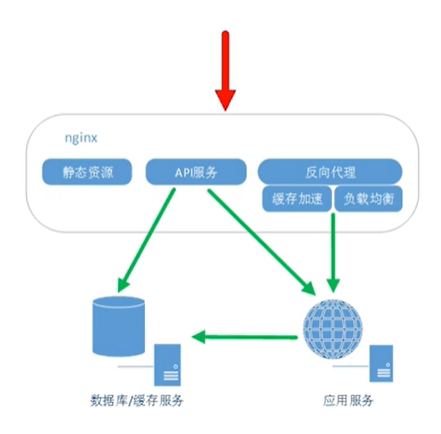 nginx
静态资源
API服务
反向代理
缓存加速
负载均衡
数据库/缓存服务
应用服务